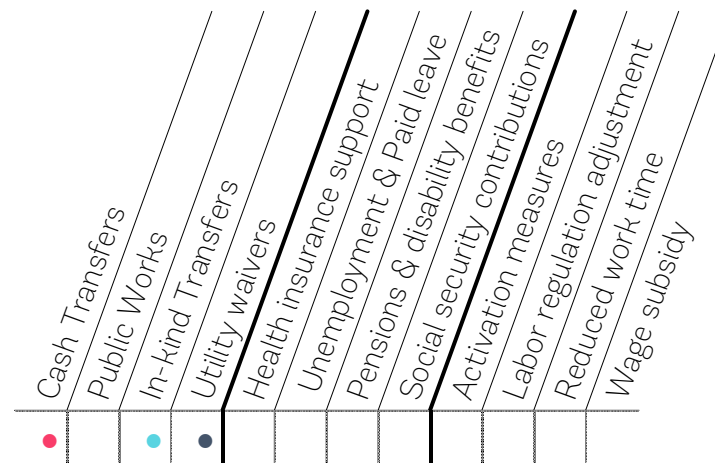 Cash Transfers
Public Works
In-kind Transfers
Utility waivers
Health insurance support
Unemployment & Paid leave
Pensions & disability benefits
Social security contributions
Activation measures
Labor regulation adjustment
Reduced work time
Wage subsidy